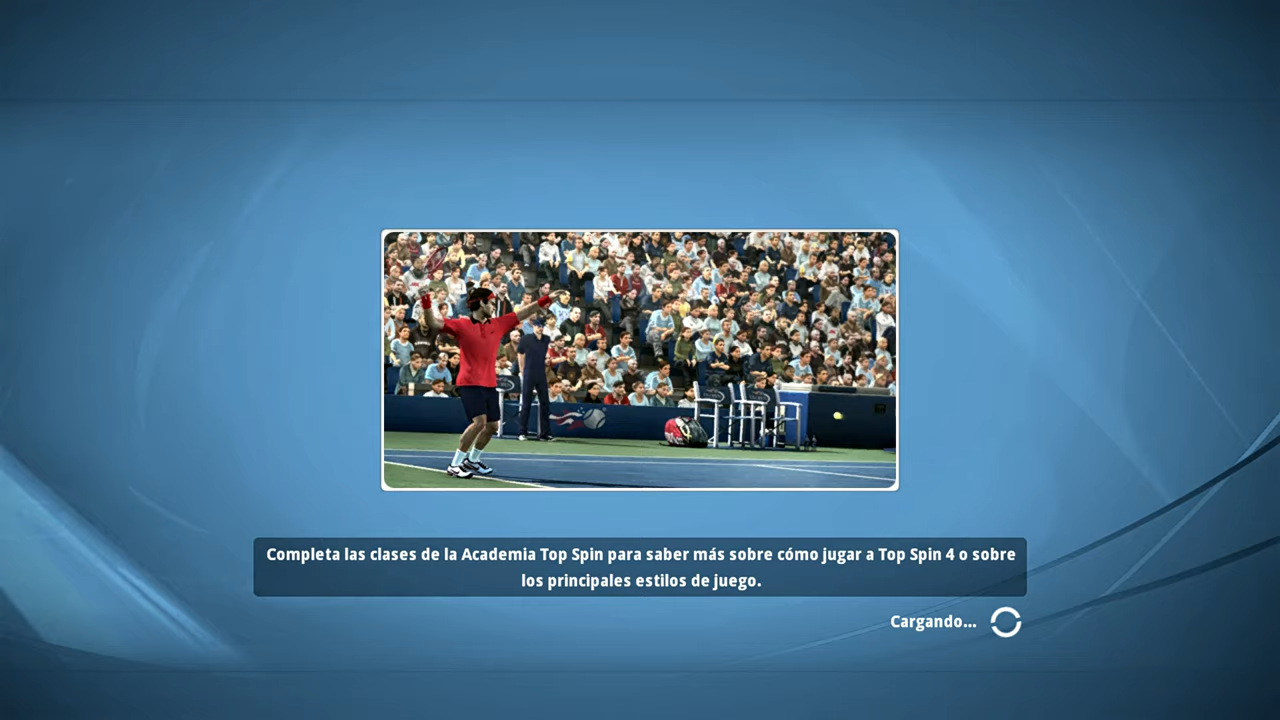 Completa las clases de la Academia Top Spin para saber más sobre cómo jugar a Top Spin 4 o sobre
los principales estilos de juego.
Cargando...